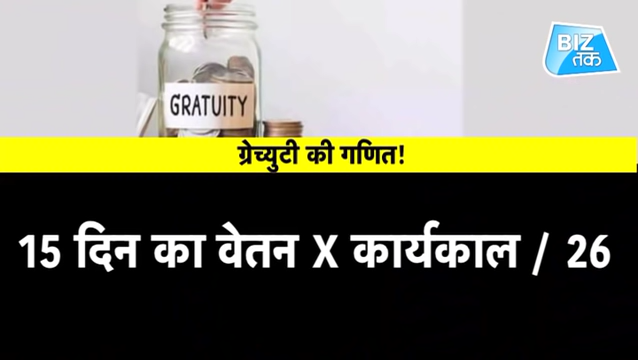 BIZ
तक
GRATUITY
ग्रेच्युटी की गणित!
15 दिन का वेतन X कार्यकाल / 26